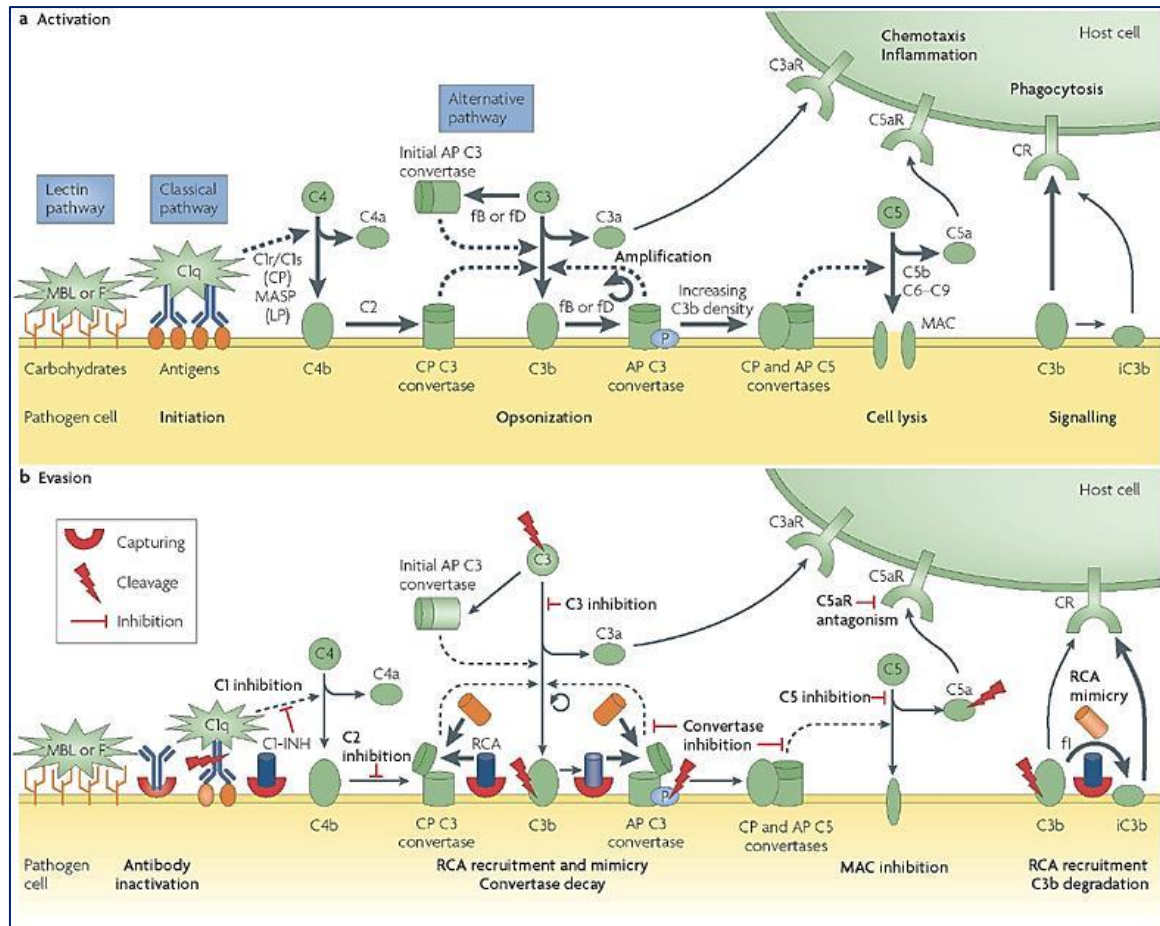 a Activation
Host cell
Chemotaxis
Inflammation
C3aR
Phagocytosis
Alternative
pathway
C5aR
CR
Initial AP C3
convertase
Lectin
pathway
Classical
pathway
C4
C4a
C3
fB or fD
C3a
C5
C5a
C1q
C1r/C1s
(CP)
MASP
(LP)
Amplification
MBL or F
C2
fB or fD
Increasing
C3b density
C5b
C6–C9
P
MAC
Carbohydrates
Antigens
C4b
CP C3
convertase
C3b
AP C3
convertase
CP and AP C5
convertases
C3b
iC3b
Pathogen cell
Initiation
Opsonization
Cell lysis
Signalling
b Evasion
Host cell
Capturing
Cleavage
Inhibition
C3aR
C3
Initial AP C3
convertase
C5aR
C3 inhibition
C5aR
antagonism
CR
C3a
C4
C4a
C1 inhibition
C5
C5 inhibition
C5a
RCA
mimicry
C1q
MBL or F
C1-INH
C2
inhibition
RCA
Convertase
inhibition
fI
P
C4b
CP C3
convertase
C3b
AP C3
convertase
CP and AP C5
convertases
C3b
iC3b
Pathogen
cell
Antibody
inactivation
RCA recruitment and mimicry
Convertase decay
MAC inhibition
RCA recruitment
C3b degradation